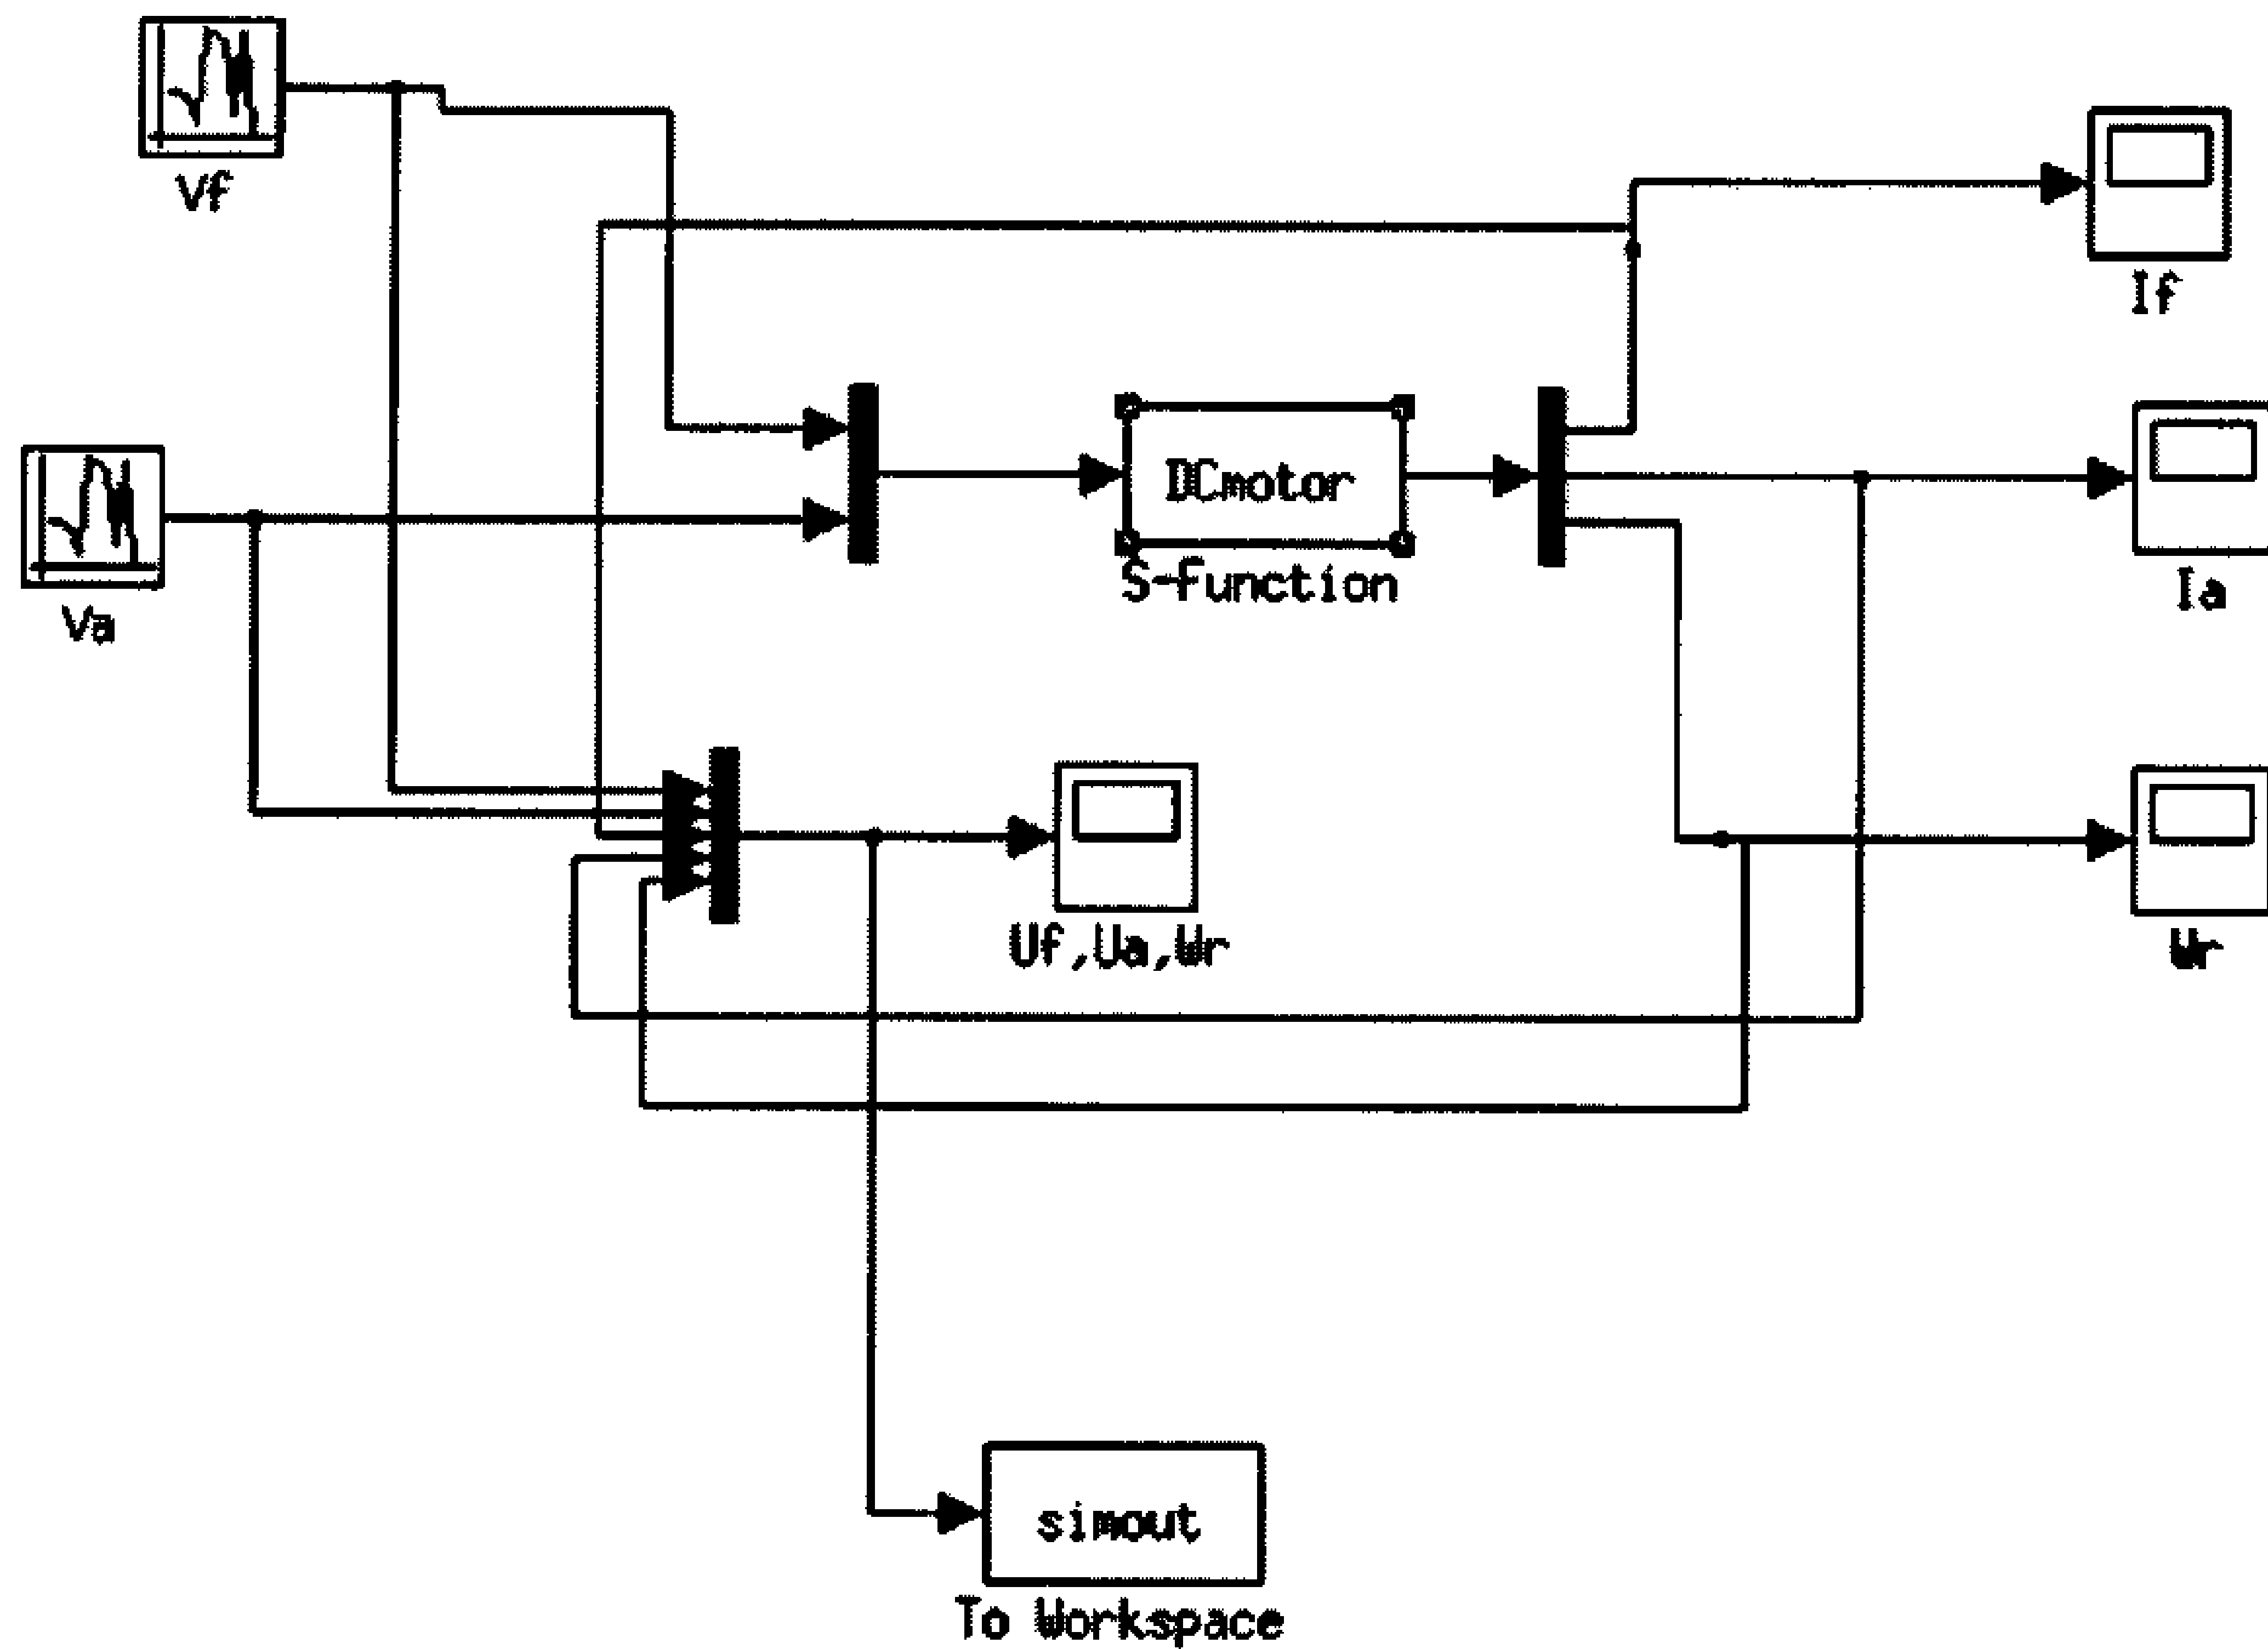 Vf
If
DCmotor
S-function
Va
Ia
Uf,Ua,Wr
Wr
simout
To Workspace